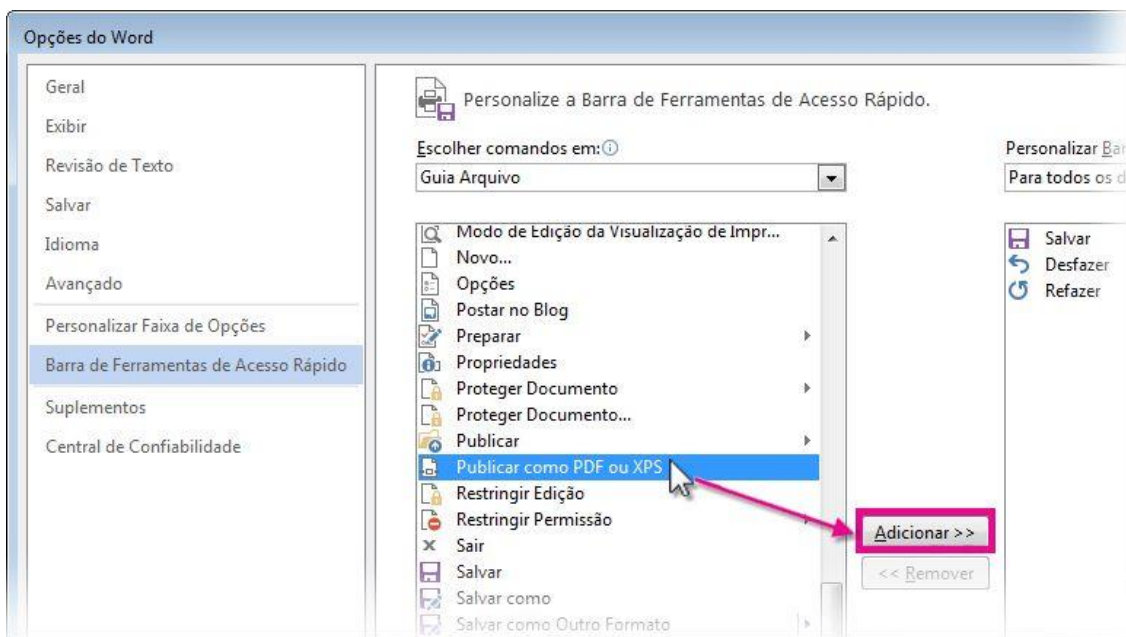 Opções do Word
Geral
Exibir
Revisão de Texto
Salvar
Idioma
Avançado
Personalizar Faixa de Opções
Barra de Ferramentas de Acesso Rápido
Suplementos
Central de Confiabilidade
Personalize a Barra de Ferramentas de Acesso Rápido.
Escolher comandos em:
Guia Arquivo
Modo de Edição da Visualização de Impr...
Novo...
Opções
Postar no Blog
Preparar
Propriedades
Proteger Documento
Proteger Documento...
Publicar
Publicar como PDF ou XPS
Restringir Edição
Restringir Permissão
Sair
Salvar
Salvar como
Salvar como Outro Formato
Adicionar >>
<< Remover
Personalizar Bar
Para todos os d
Salvar
Desfazer
Refazer